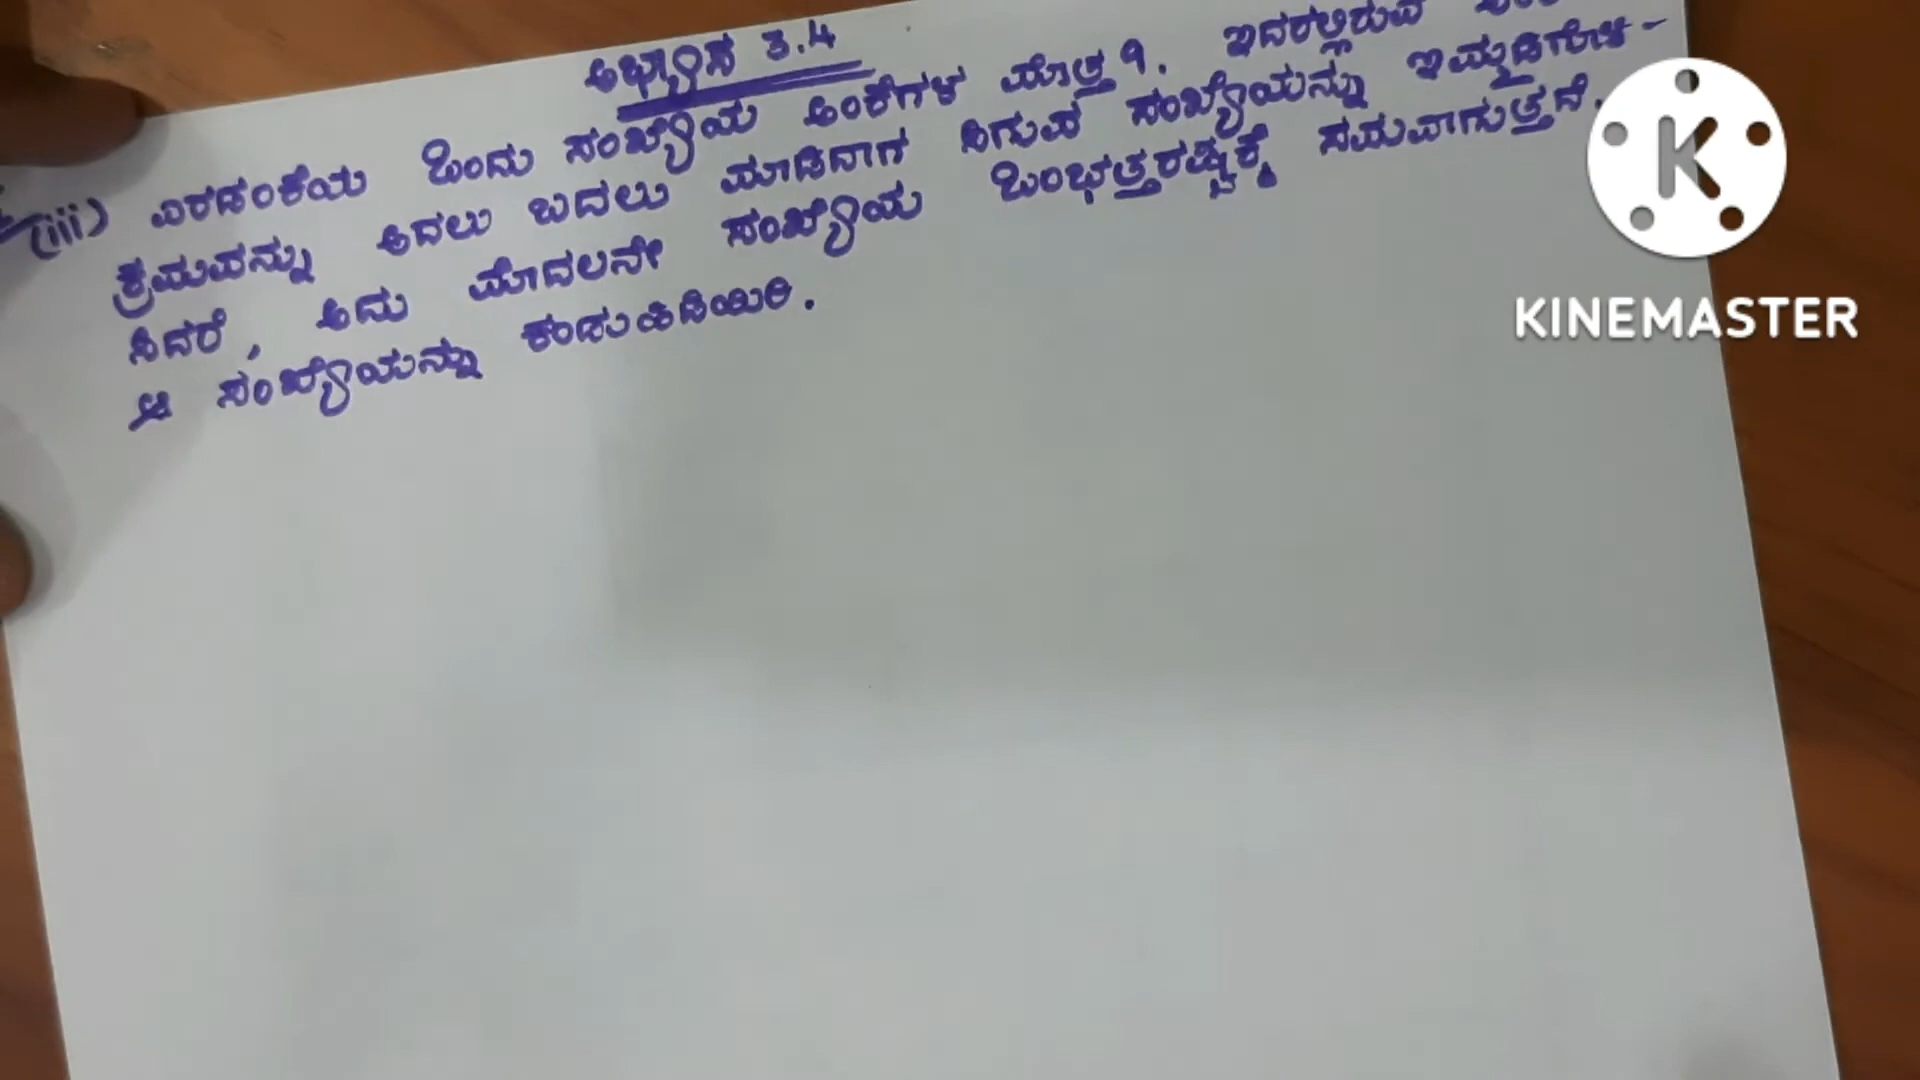 ಅಭ್ಯಾಸ 3.4
(iii) ಎರಡಂಕೆಯ ಒಂದು ಸಂಖ್ಯೆಯ ಅಂಕೆಗಳ ಮೊತ್ತ 9. ಇದರಲ್ಲಿರುವ
ಕ್ರಮವನ್ನು ಅದಲು ಬದಲು ಮಾಡಿದಾಗ ಸಿಗುವ ಸಂಖ್ಯೆಯನ್ನು ಇಮ್ಮಡಿಗೊಳಿ-
ಸಿದರೆ, ಅದು ಮೊದಲನೇ ಸಂಖ್ಯೆಯ ಒಂಭತ್ತರಷ್ಟಕ್ಕೆ ಸಮವಾಗುತ್ತದೆ.
ಆ ಸಂಖ್ಯೆಯನ್ನು ಕಂಡುಹಿಡಿಯಿರಿ.
K
KINEMASTER